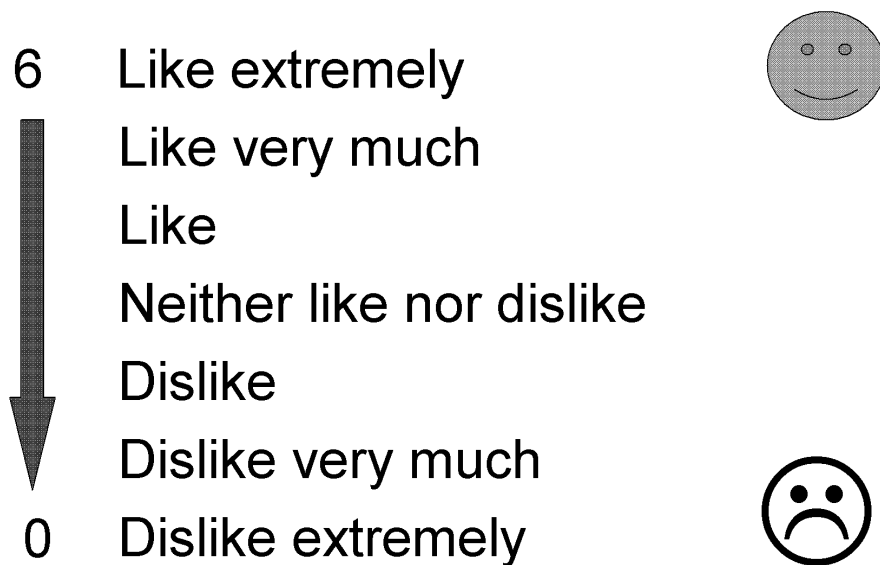 6 Like extremely
Like very much
Like
Neither like nor dislike
Dislike
Dislike very much
0 Dislike extremely